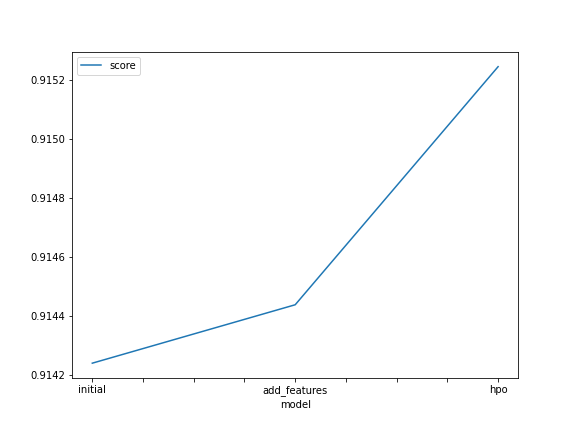 score
0.9152
0.9150
0.9148
0.9146
0.9144
0.9142
initial
add_features
hpo
model